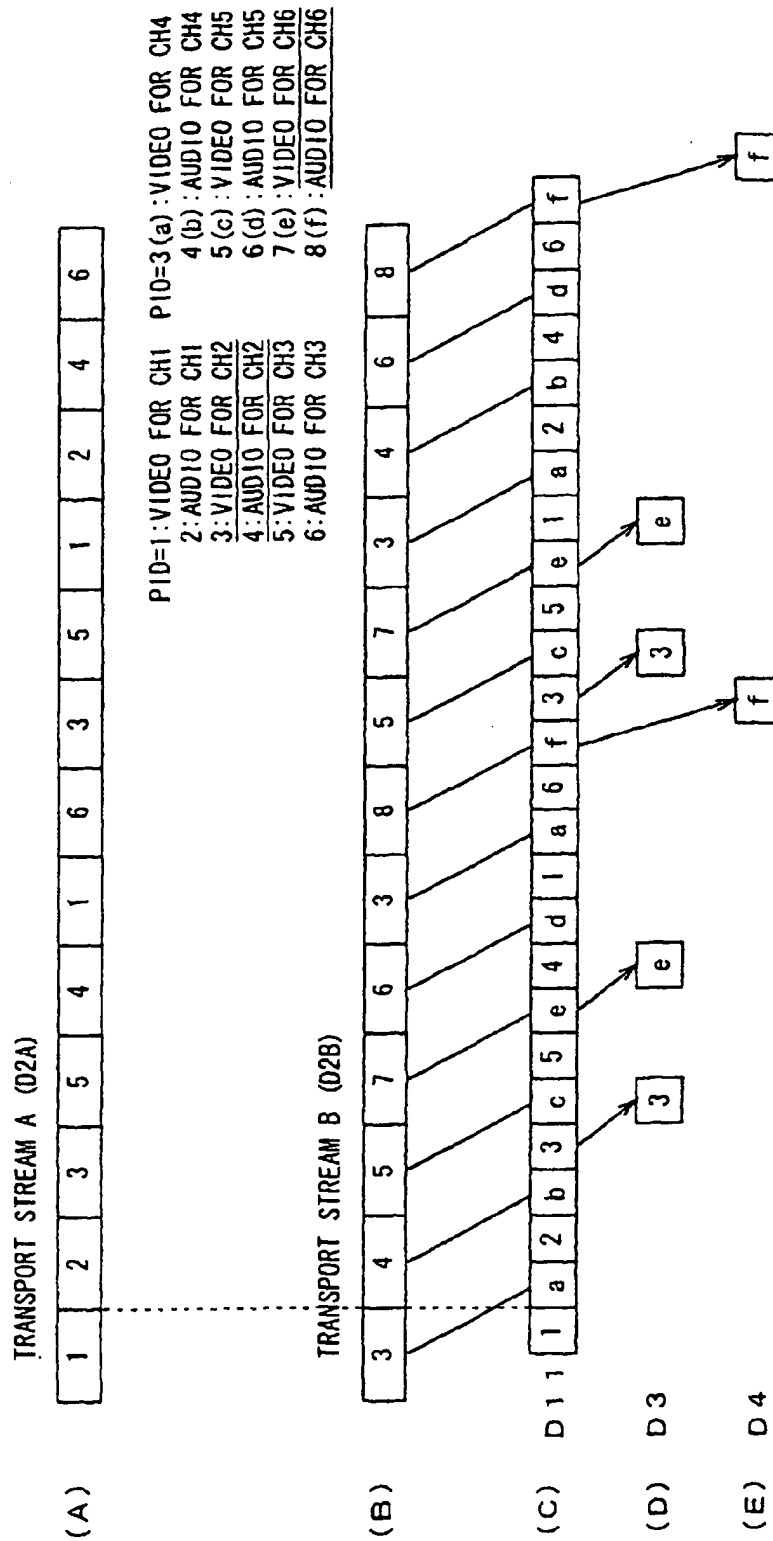 TRANSPORT STREAM A (D2A)
(A) 1 2 3 5 4 1 6 3 5 1 2 4 6
PID=1:VIDEO FOR CH1 PID=3(a):VIDEO FOR CH4
2:AUDIO FOR CH1 4(b):AUDIO FOR CH4
3:VIDEO FOR CH2 5(c):VIDEO FOR CH5
4:AUDIO FOR CH2 6(d):AUDIO FOR CH5
5:VIDEO FOR CH3 7(e):VIDEO FOR CH6
6:AUDIO FOR CH3 8(f):AUDIO FOR CH6
TRANSPORT STREAM B (D2B)
(B) 3 4 5 7 6 3 8 5 7 3 4 6 8
(C) D11 1 a 2 b 3 c 5 e 4 d 1 a 6 f 3 c 5 e 1 a 2 b 4 d 6 f
(D) D3 3 e 3 e
(E) D4 f f